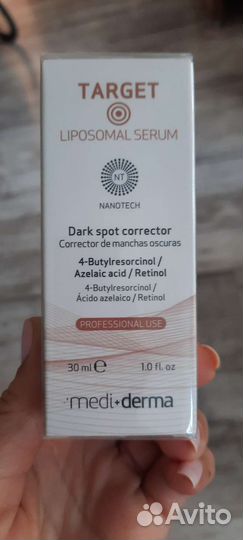 TARGET
LIPOSOMAL SERUM
NT
NANOTECH
Dark spot corrector
Corrector de manchas oscuras
4-Butylresorcinol /
Azelaic acid / Retinol
4-Butylresorcinol /
Ácido azelaico / Retinol
PROFESSIONAL USE
30 ml e 1.0 fl. oz
medi+derma
Avito